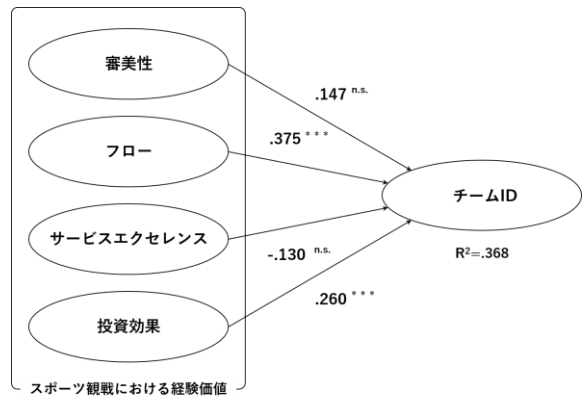 審美性
.147 n.s.
フロー
.375 ***
チームID
サービスエクセレンス
R²=.368
-.130 n.s.
投資効果
.260 ***
スポーツ観戦における経験価値